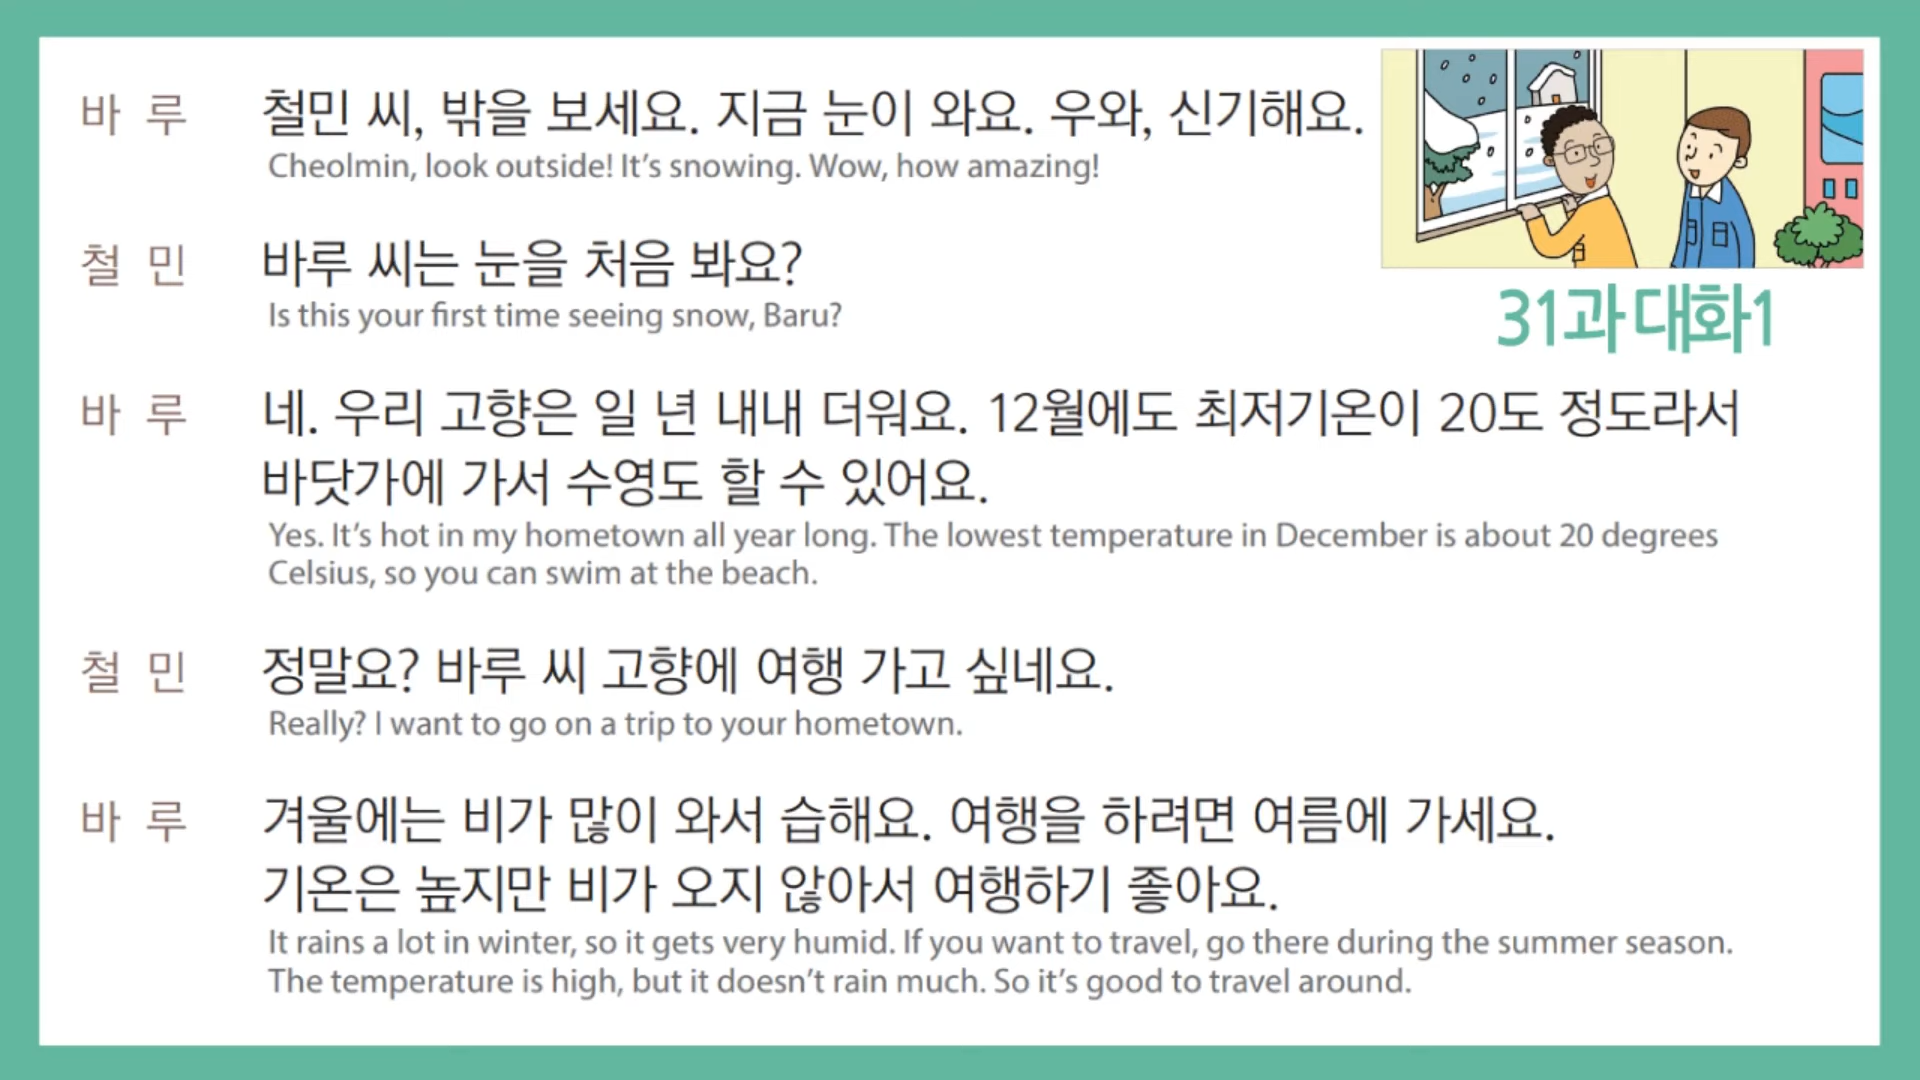 바 루 철민 씨, 밖을 보세요. 지금 눈이 와요. 우와, 신기해요.
Cheolmin, look outside! It's snowing. Wow, how amazing!
철 민 바루 씨는 눈을 처음 봐요?
Is this your first time seeing snow, Baru?
31과 대화1
바 루 네. 우리 고향은 일 년 내내 더워요. 12월에도 최저기온이 20도 정도라서
바닷가에 가서 수영도 할 수 있어요.
Yes. It's hot in my hometown all year long. The lowest temperature in December is about 20 degrees
Celsius, so you can swim at the beach.
철 민 정말요? 바루 씨 고향에 여행 가고 싶네요.
Really? I want to go on a trip to your hometown.
바 루 겨울에는 비가 많이 와서 습해요. 여행을 하려면 여름에 가세요.
기온은 높지만 비가 오지 않아서 여행하기 좋아요.
It rains a lot in winter, so it gets very humid. If you want to travel, go there during the summer season.
The temperature is high, but it doesn't rain much. So it's good to travel around.